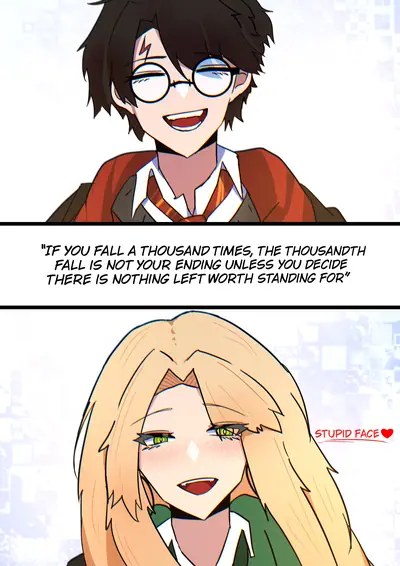 "IF YOU FALL A THOUSAND TIMES, THE THOUSANDTH
FALL IS NOT YOUR ENDING UNLESS YOU DECIDE
THERE IS NOTHING LEFT WORTH STANDING FOR"
STUPID FACE❤